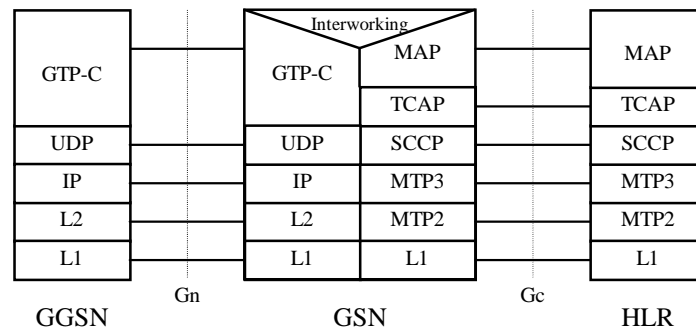 Interworking
GTP-C GTP-C MAP MAP
TCAP TCAP
UDP UDP SCCP SCCP
IP IP MTP3 MTP3
L2 L2 MTP2 MTP2
L1 L1 L1 L1
Gn Gc
GGSN GSN HLR